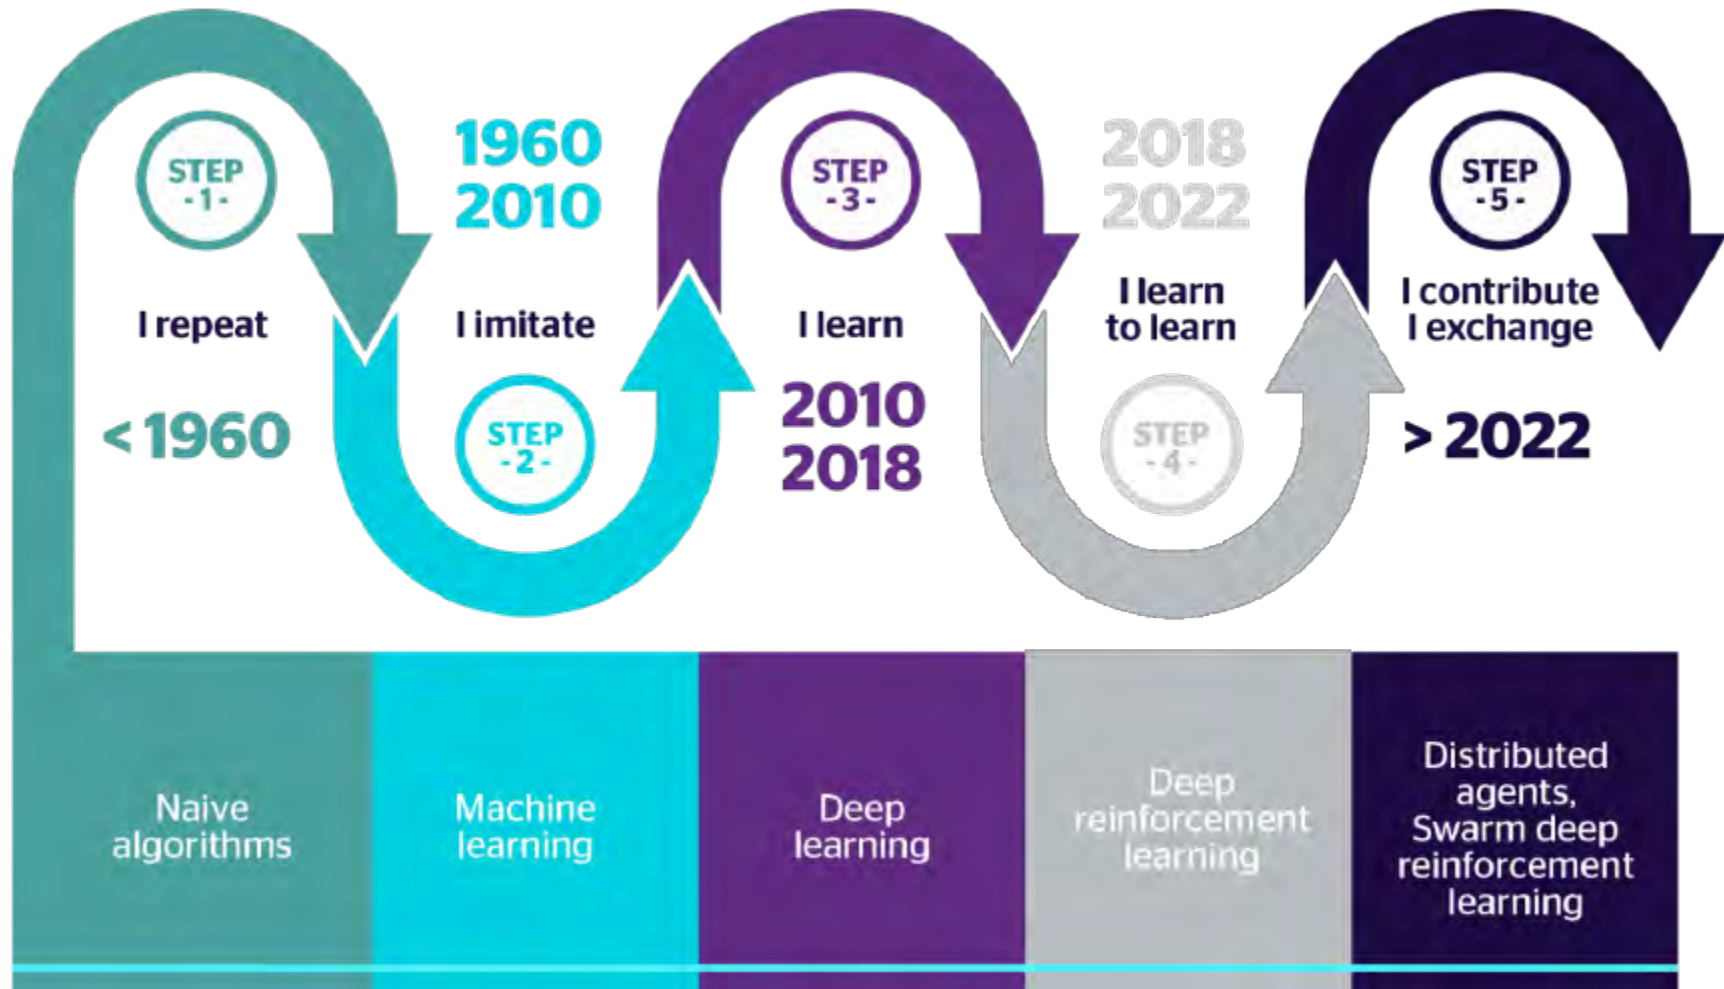 STEP
- 1 -
I repeat
< 1960
1960
2010
I imitate
STEP
- 2 -
STEP
- 3 -
I learn
2010
2018
2018
2022
I learn
to learn
STEP
- 4 -
STEP
- 5 -
I contribute
I exchange
> 2022
Naive
algorithms
Machine
learning
Deep
learning
Deep
reinforcement
learning
Distributed
agents,
Swarm deep
reinforcement
learning